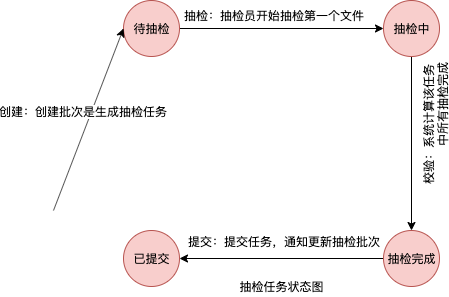 抽检：抽检员开始抽检第一个文件
待抽检
抽检中
创建：创建批次是生成抽检任务
校验：系统计算该任务
中所有抽检完成
提交：提交任务，通知更新抽检批次
已提交
抽检完成
抽检任务状态图